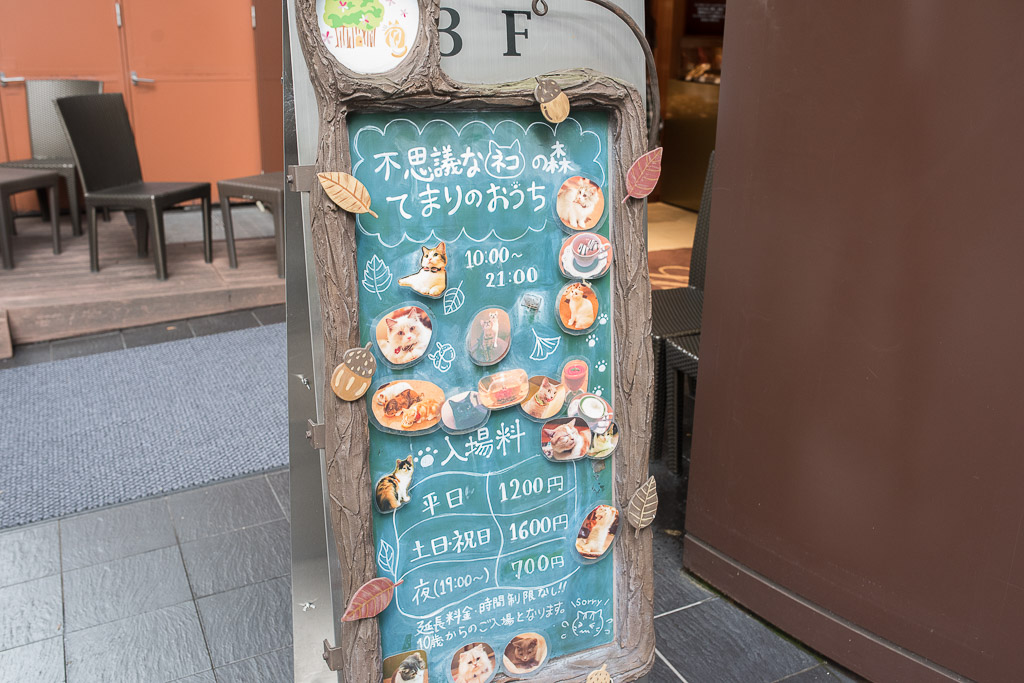 B F
不思議なネコの森
てまりのおうち
10:00~
21:00
入場料
平日 1200円
土日・祝日 1600円
夜(19:00~) 700円
延長料金・時間制限なし!!
10歳からのご入場となります。
\Sorry/